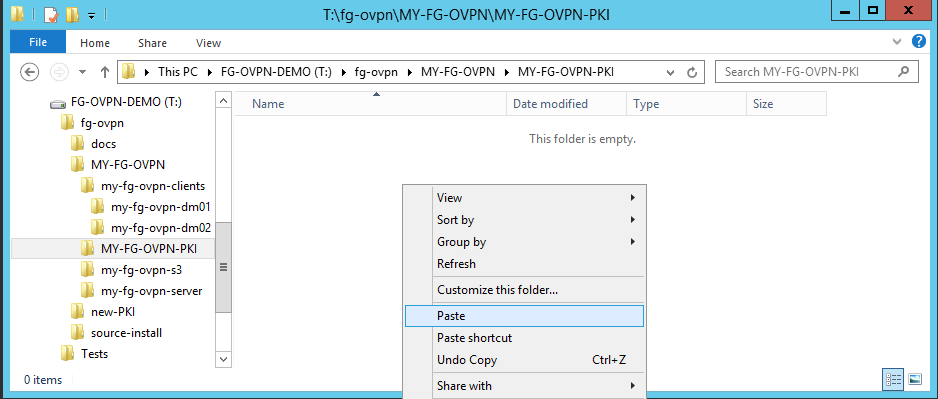 T:\fg-ovpn\MY-FG-OVPN\MY-FG-OVPN-PKI
File Home Share View
This PC FG-OVPN-DEMO (T:) fg-ovpn MY-FG-OVPN MY-FG-OVPN-PKI Search MY-FG-OVPN-PKI
Name Date modified Type Size
This folder is empty.
FG-OVPN-DEMO (T:)
fg-ovpn
docs
MY-FG-OVPN
my-fg-ovpn-clients
my-fg-ovpn-dm01
my-fg-ovpn-dm02
MY-FG-OVPN-PKI
my-fg-ovpn-s3
my-fg-ovpn-server
new-PKI
source-install
Tests
View
Sort by
Group by
Refresh
Customize this folder...
Paste
Paste shortcut
Undo Copy Ctrl+Z
Share with
0 items